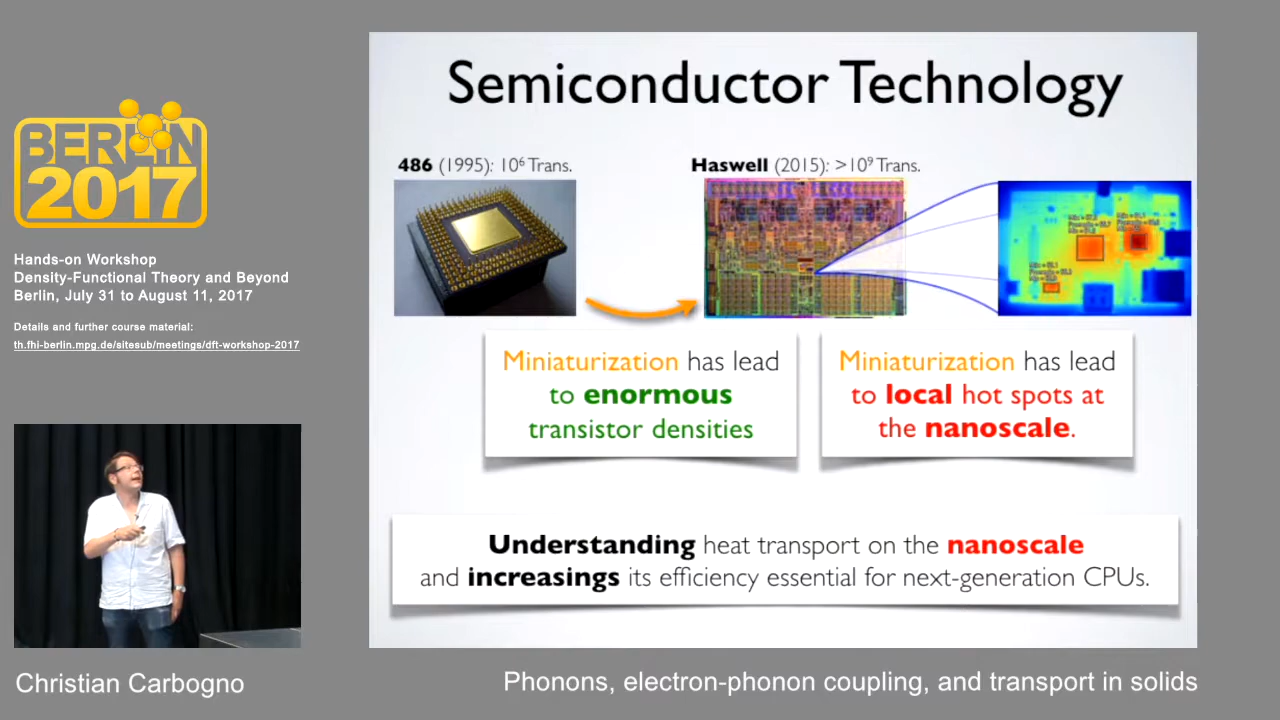 BERLIN
2017
Hands-on Workshop
Density-Functional Theory and Beyond
Berlin, July 31 to August 11, 2017
Details and further course material:
th.fhi-berlin.mpg.de/sitesub/meetings/dft-workshop-2017
Semiconductor Technology
486 (1995): 10⁶ Trans.
Haswell (2015): >10⁹ Trans.
Miniaturization has lead
to enormous
transistor densities
Miniaturization has lead
to local hot spots at
the nanoscale.
Understanding heat transport on the nanoscale
and increasings its efficiency essential for next-generation CPUs.
Christian Carbogno
Phonons, electron-phonon coupling, and transport in solids